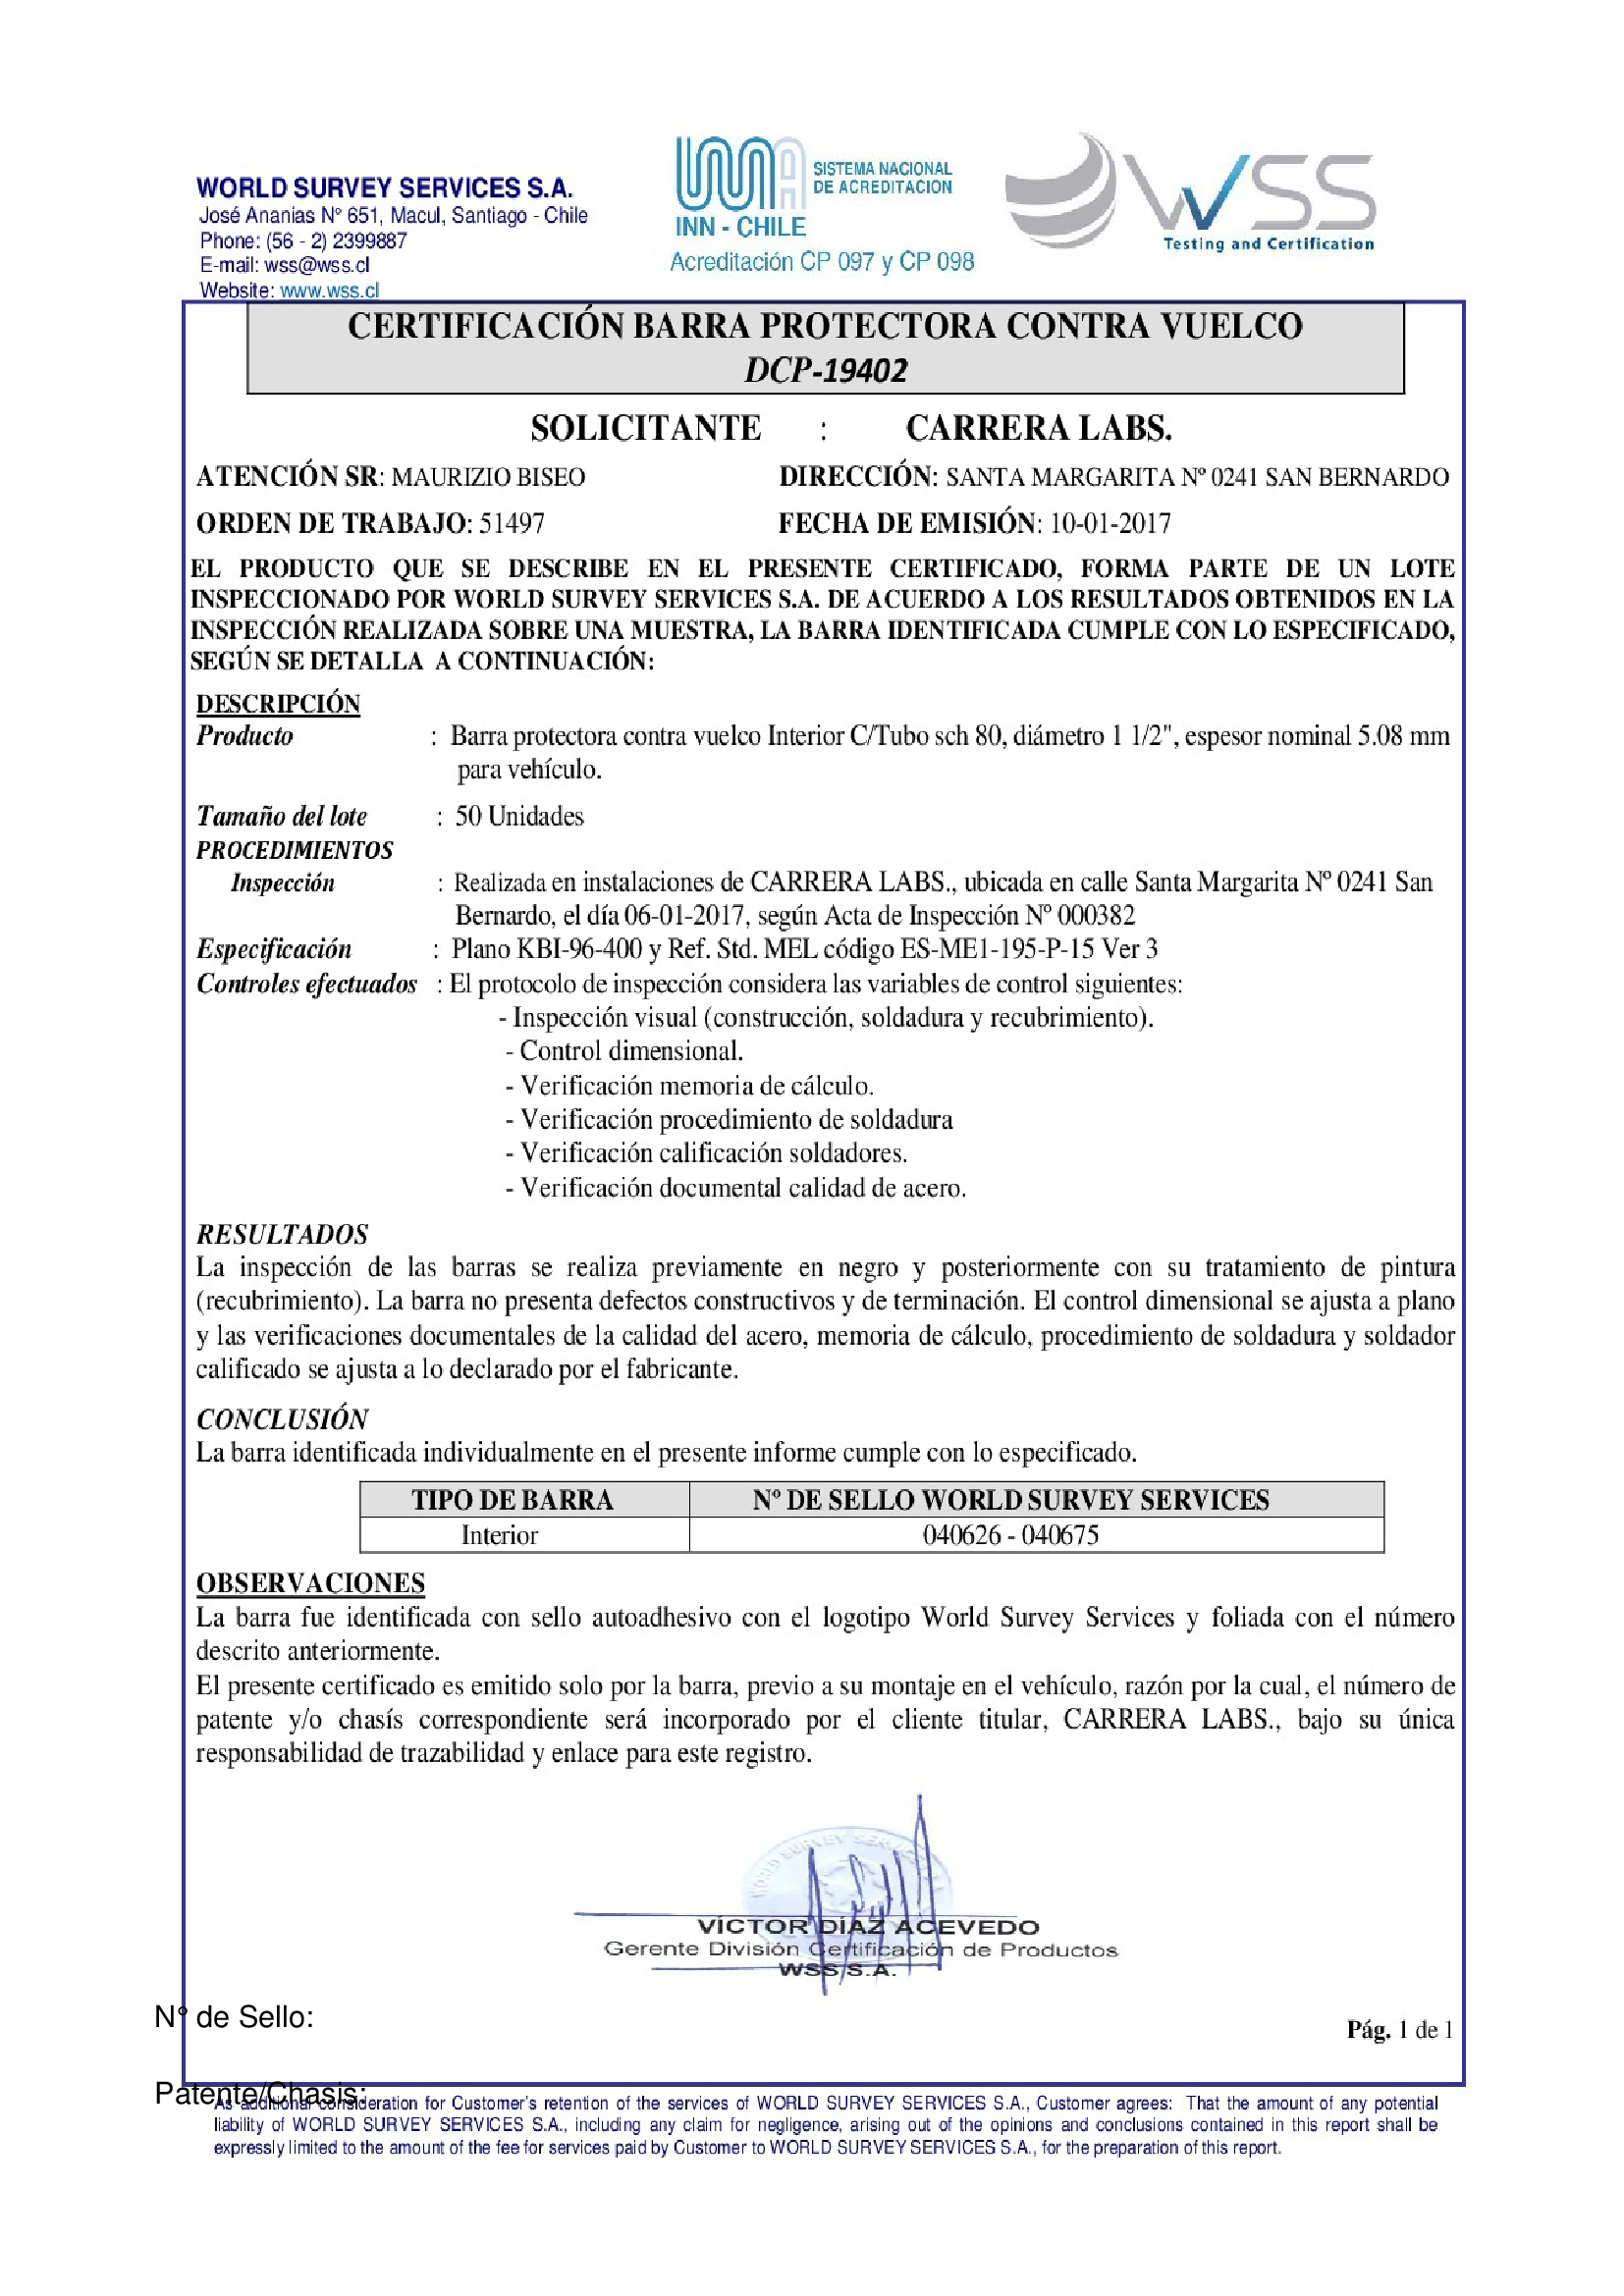 WORLD SURVEY SERVICES S.A.
José Ananias N° 651, Macul, Santiago - Chile
Phone: (56 - 2) 2399887
E-mail: wss@wss.cl
Website: www.wss.cl
SISTEMA NACIONAL
DE ACREDITACION
INN - CHILE
Acreditación CP 097 y CP 098
WSS
Testing and Certification
CERTIFICACIÓN BARRA PROTECTORA CONTRA VUELCO
DCP-19402
SOLICITANTE : CARRERA LABS.
ATENCIÓN SR: MAURIZIO BISEO DIRECCIÓN: SANTA MARGARITA Nº 0241 SAN BERNARDO
ORDEN DE TRABAJO: 51497 FECHA DE EMISIÓN: 10-01-2017
EL PRODUCTO QUE SE DESCRIBE EN EL PRESENTE CERTIFICADO, FORMA PARTE DE UN LOTE
INSPECCIONADO POR WORLD SURVEY SERVICES S.A. DE ACUERDO A LOS RESULTADOS OBTENIDOS EN LA
INSPECCIÓN REALIZADA SOBRE UNA MUESTRA, LA BARRA IDENTIFICADA CUMPLE CON LO ESPECIFICADO,
SEGÚN SE DETALLA A CONTINUACIÓN:
DESCRIPCIÓN
Producto : Barra protectora contra vuelco Interior C/Tubo sch 80, diámetro 1 1/2", espesor nominal 5.08 mm
para vehículo.
Tamaño del lote : 50 Unidades
PROCEDIMIENTOS
Inspección : Realizada en instalaciones de CARRERA LABS., ubicada en calle Santa Margarita Nº 0241 San
Bernardo, el día 06-01-2017, según Acta de Inspección Nº 000382
Especificación : Plano KBI-96-400 y Ref. Std. MEL código ES-ME1-195-P-15 Ver 3
Controles efectuados : El protocolo de inspección considera las variables de control siguientes:
- Inspección visual (construcción, soldadura y recubrimiento).
- Control dimensional.
- Verificación memoria de cálculo.
- Verificación procedimiento de soldadura
- Verificación calificación soldadores.
- Verificación documental calidad de acero.
RESULTADOS
La inspección de las barras se realiza previamente en negro y posteriormente con su tratamiento de pintura
(recubrimiento). La barra no presenta defectos constructivos y de terminación. El control dimensional se ajusta a plano
y las verificaciones documentales de la calidad del acero, memoria de cálculo, procedimiento de soldadura y soldador
calificado se ajusta a lo declarado por el fabricante.
CONCLUSIÓN
La barra identificada individualmente en el presente informe cumple con lo especificado.
TIPO DE BARRA Nº DE SELLO WORLD SURVEY SERVICES
Interior 040626 - 040675
OBSERVACIONES
La barra fue identificada con sello autoadhesivo con el logotipo World Survey Services y foliada con el número
descrito anteriormente.
El presente certificado es emitido solo por la barra, previo a su montaje en el vehículo, razón por la cual, el número de
patente y/o chasís correspondiente será incorporado por el cliente titular, CARRERA LABS., bajo su única
responsabilidad de trazabilidad y enlace para este registro.
WORLD SURVEY SERVICES
VÍCTOR DÍAZ ACEVEDO
Gerente División Certificación de Productos
WSS S.A.
N° de Sello:
Pág. 1 de 1
Patente/Chasis:
As additional consideration for Customer's retention of the services of WORLD SURVEY SERVICES S.A., Customer agrees: That the amount of any potential
liability of WORLD SURVEY SERVICES S.A., including any claim for negligence, arising out of the opinions and conclusions contained in this report shall be
expressly limited to the amount of the fee for services paid by Customer to WORLD SURVEY SERVICES S.A., for the preparation of this report.